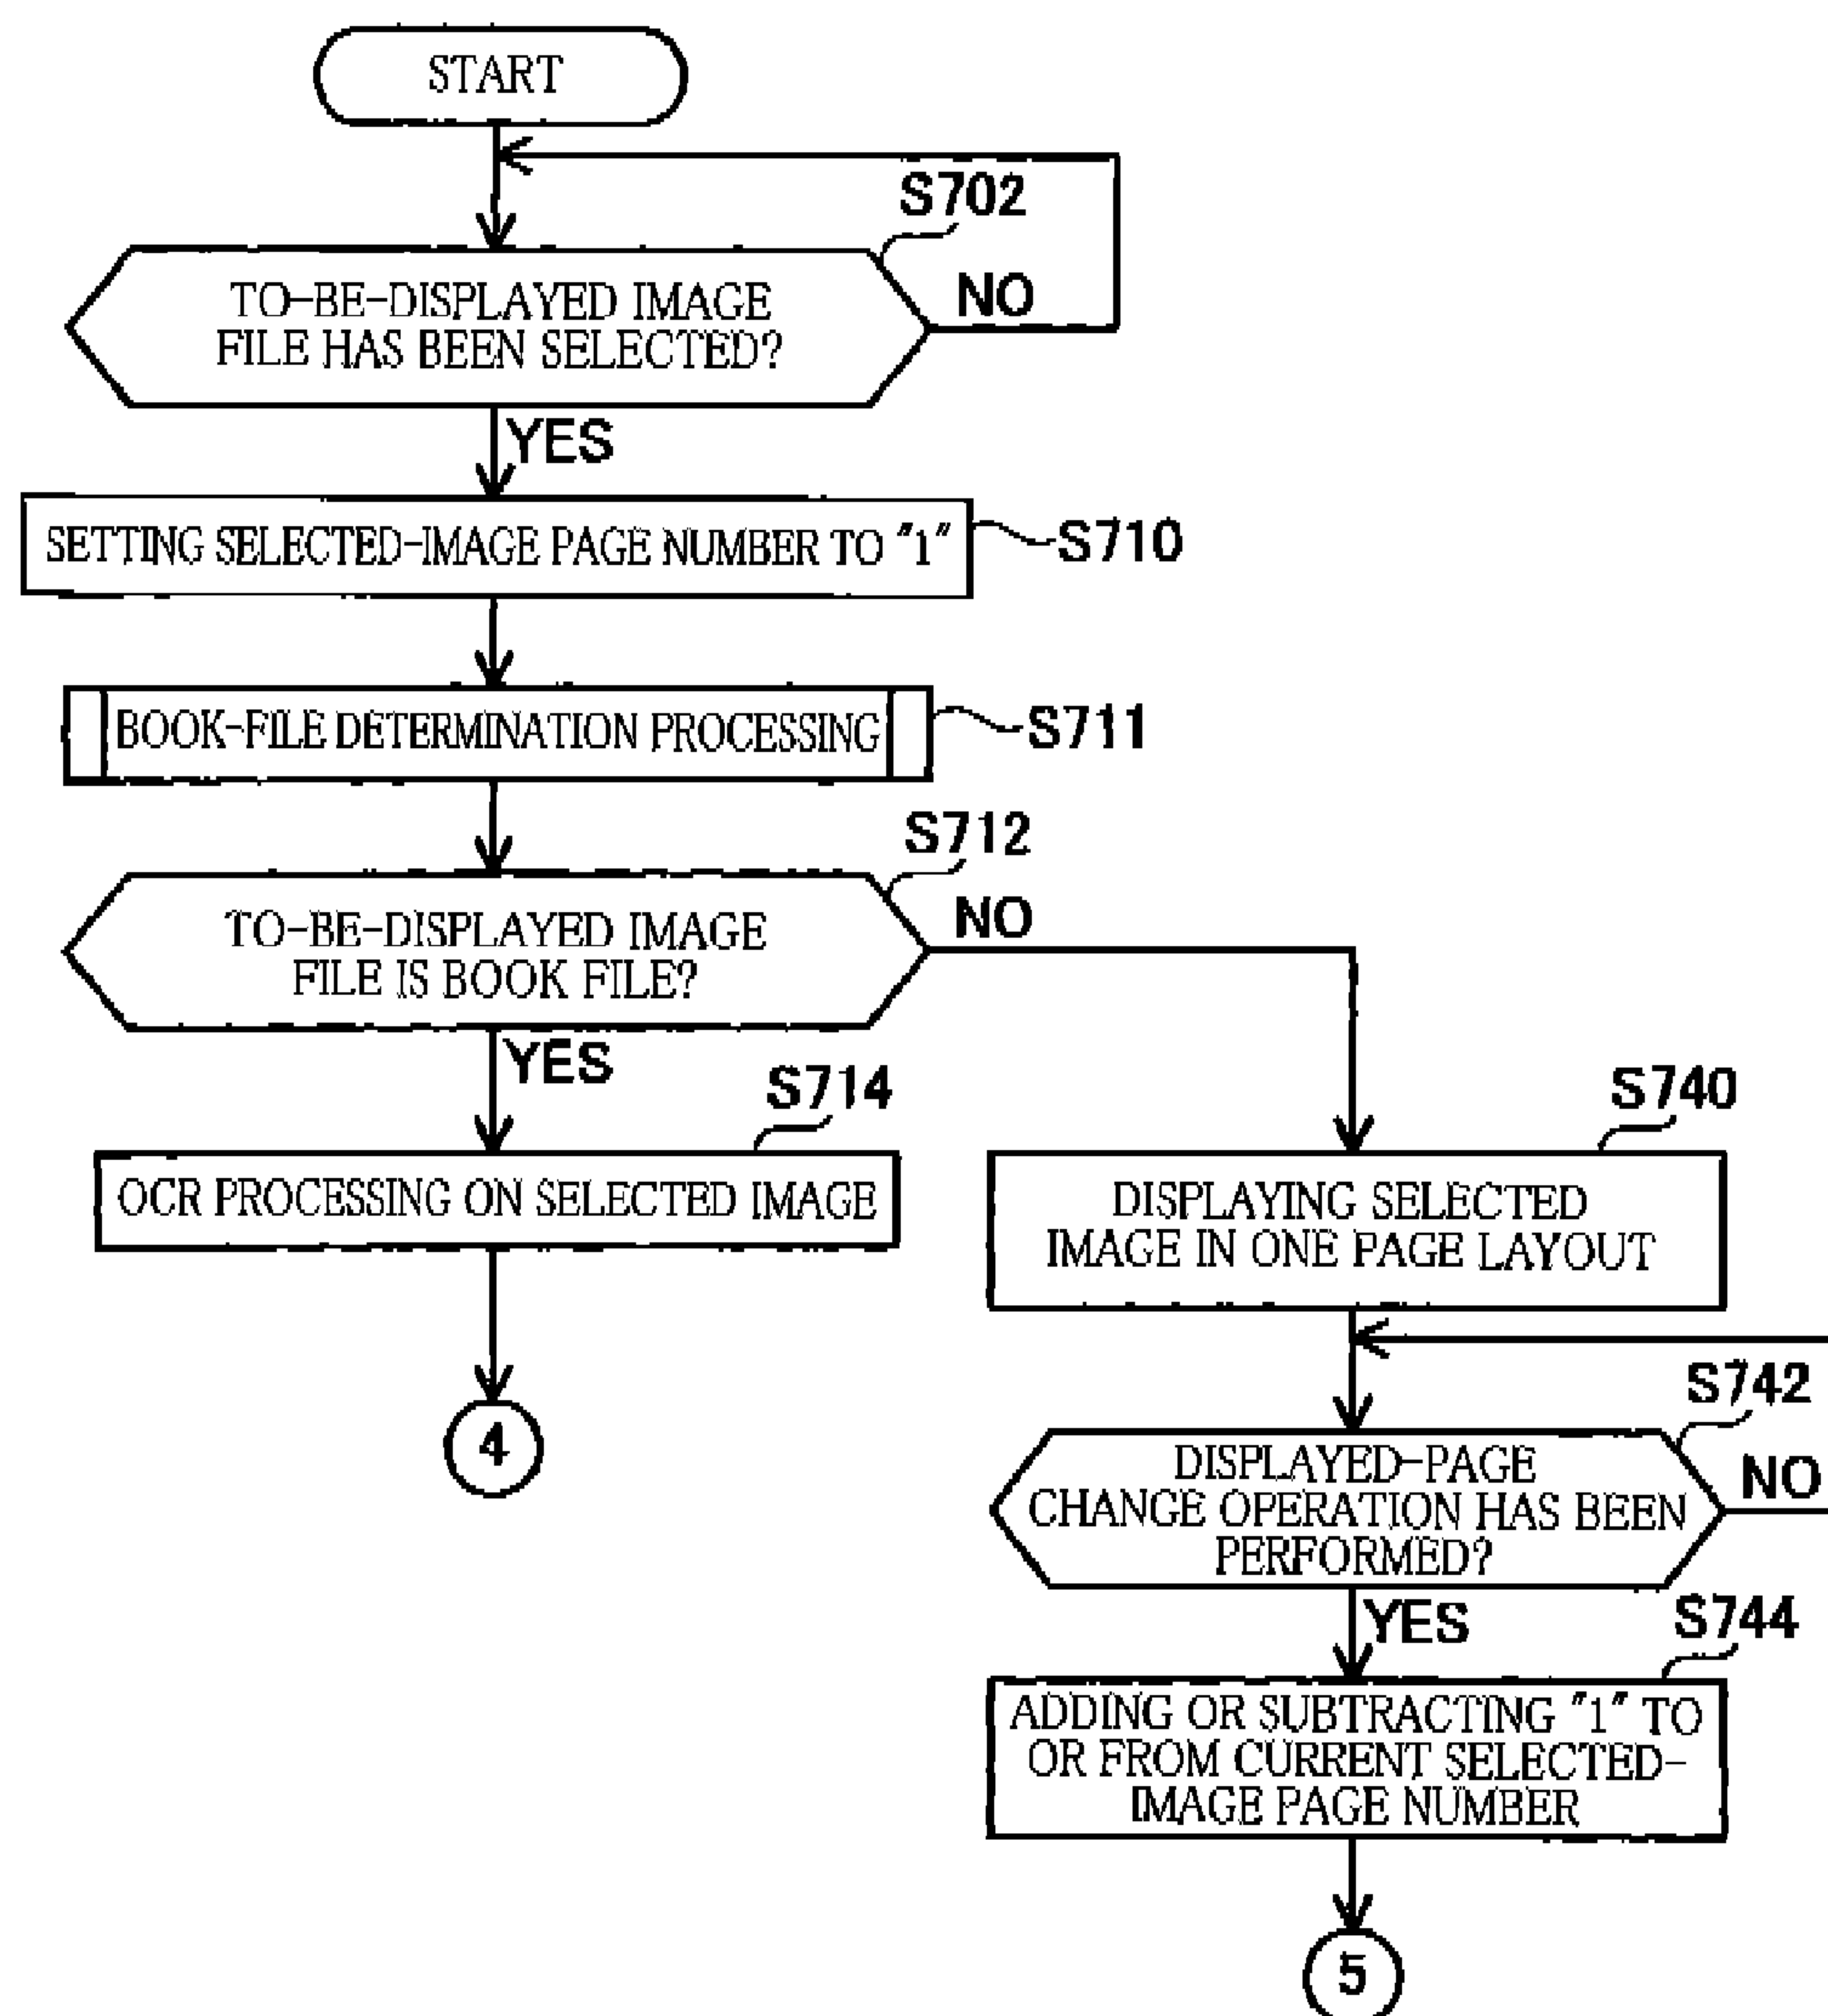 START
S702
TO-BE-DISPLAYED IMAGE
FILE HAS BEEN SELECTED?
NO
YES
SETTING SELECTED-IMAGE PAGE NUMBER TO "1"
S710
BOOK-FILE DETERMINATION PROCESSING
S711
S712
TO-BE-DISPLAYED IMAGE
FILE IS BOOK FILE?
NO
YES
S714
OCR PROCESSING ON SELECTED IMAGE
4
S740
DISPLAYING SELECTED
IMAGE IN ONE PAGE LAYOUT
S742
DISPLAYED-PAGE
CHANGE OPERATION HAS BEEN
PERFORMED?
NO
YES
S744
ADDING OR SUBTRACTING "1" TO
OR FROM CURRENT SELECTED-
IMAGE PAGE NUMBER
5